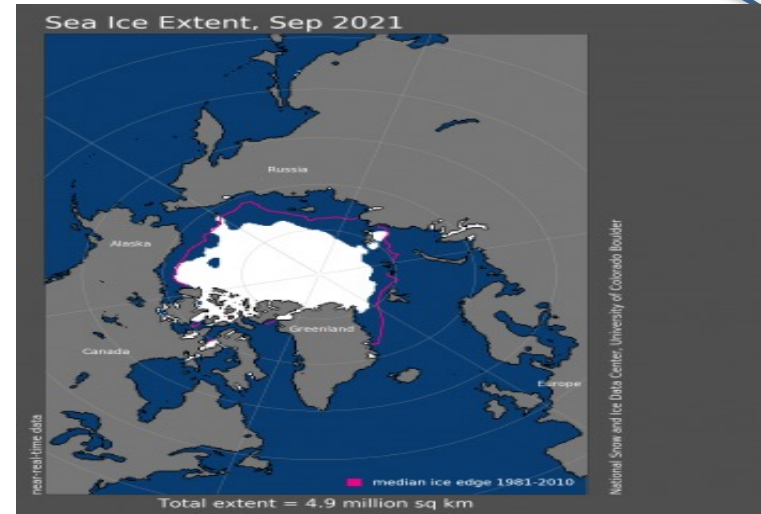 Sea Ice Extent, Sep 2021
Russia
Alaska
Greenland
Canada
Europe
near-real-time data
National Snow and Ice Data Center, University of Colorado Boulder
median ice edge 1981-2010
Total extent = 4.9 million sq km